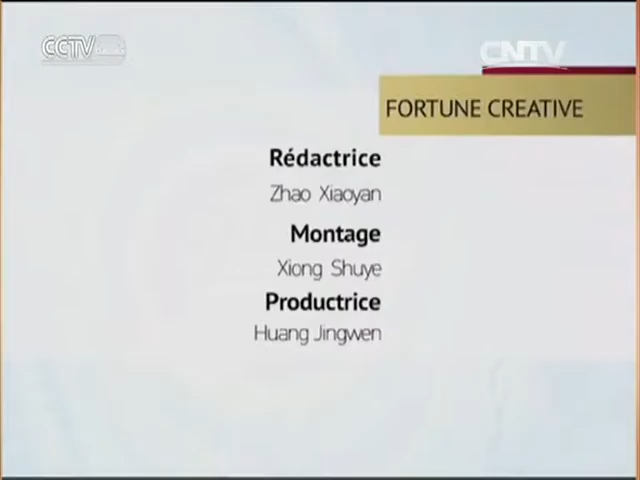 CCTV
CNTV
FORTUNE CREATIVE
Rédactrice
Zhao Xiaoyan
Montage
Xiong Shuye
Productrice
Huang Jingwen